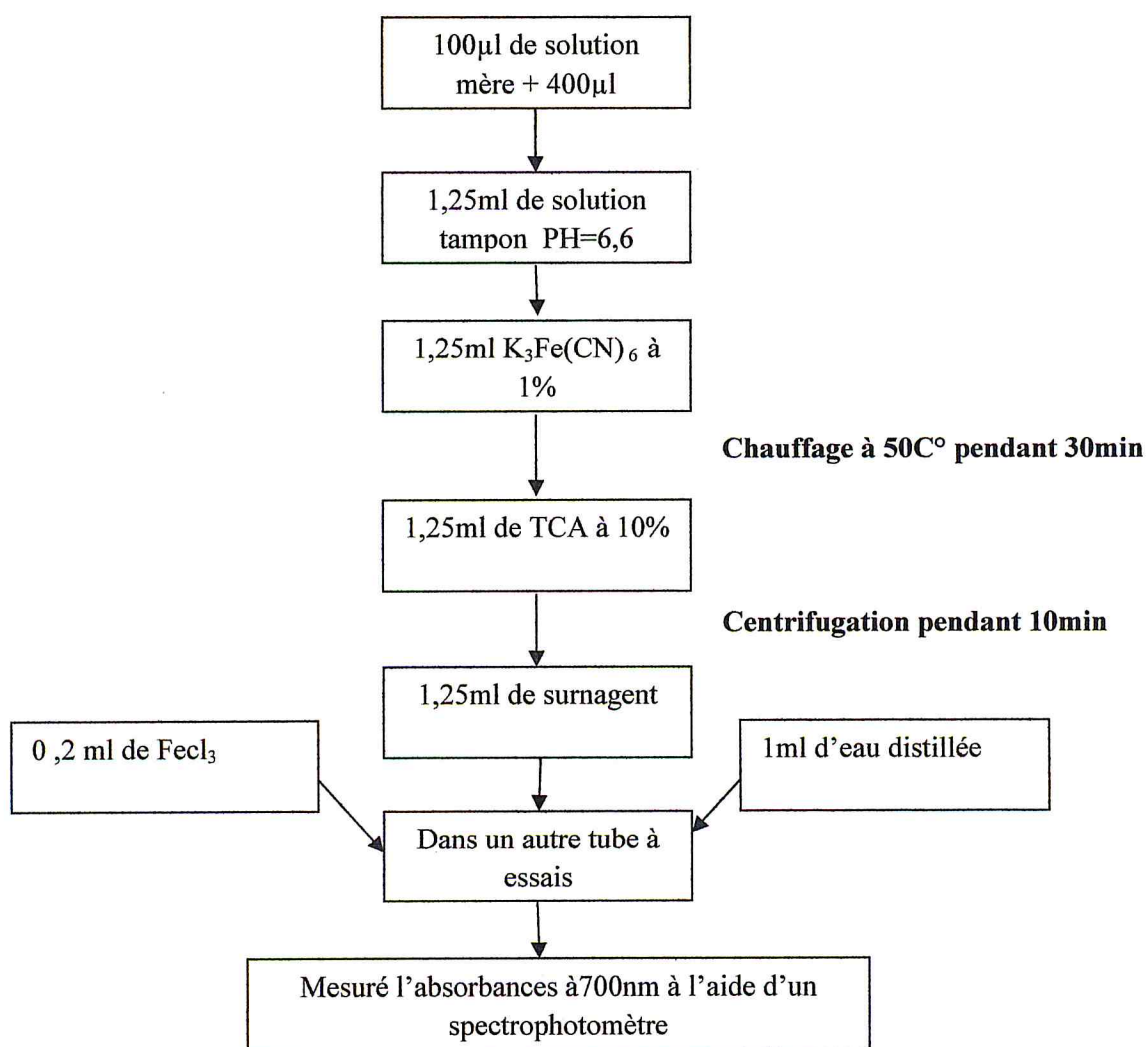 100µl de solution
mère + 400µl
1,25ml de solution
tampon PH=6,6
1,25ml K₃Fe(CN)₆ à
1%
Chauffage à 50C° pendant 30min
1,25ml de TCA à 10%
Centrifugation pendant 10min
1,25ml de surnagent
0 ,2 ml de Fecl₃
1ml d’eau distillée
Dans un autre tube à
essais
Mesuré l’absorbances à700nm à l’aide d’un
spectrophotomètre